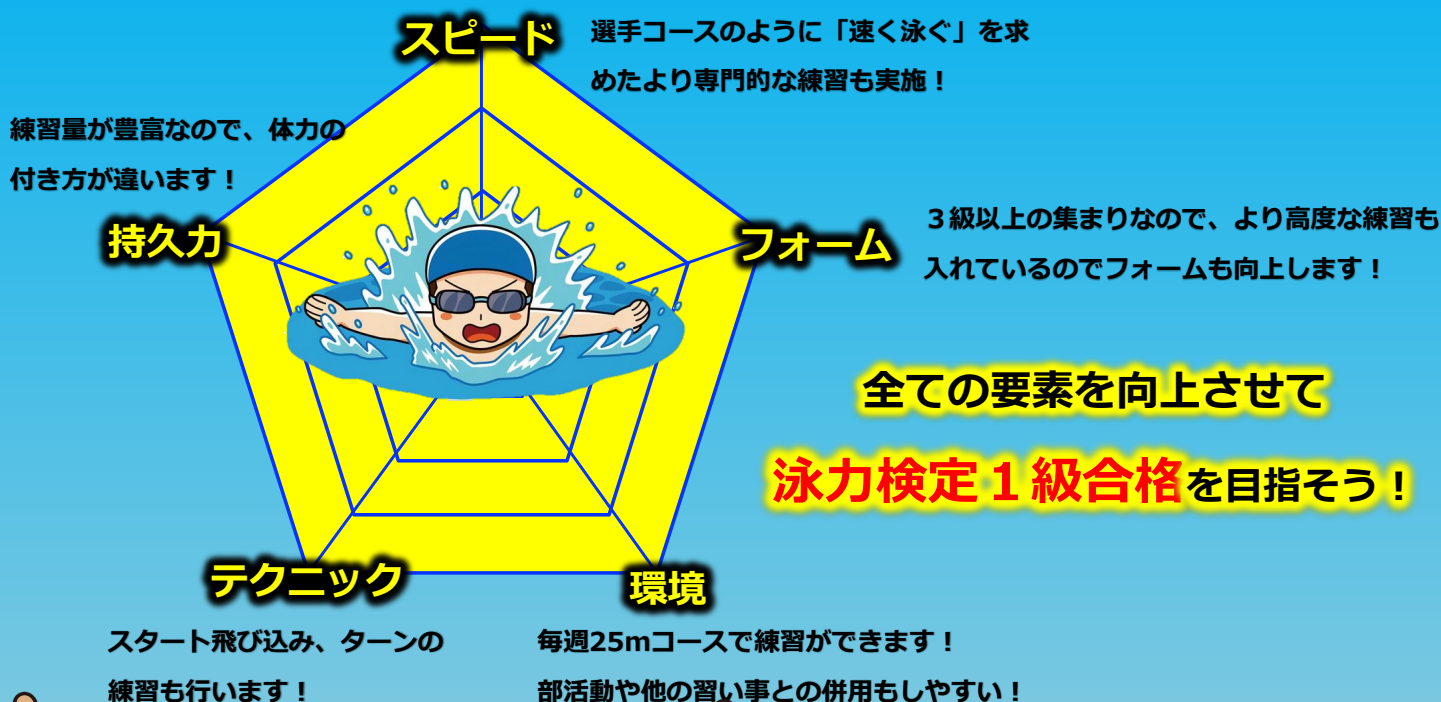 スピード
選手コースのように「速く泳ぐ」を求
めたより専門的な練習も実施！
練習量が豊富なので、体力の
付き方が違います！
持久力
フォーム
３級以上の集まりなので、より高度な練習も
入れているのでフォームも向上します！
全ての要素を向上させて
泳力検定１級合格を目指そう！
テクニック
スタート飛び込み、ターンの
練習も行います！
環境
毎週25mコースで練習ができます！
部活動や他の習い事との併用もしやすい！